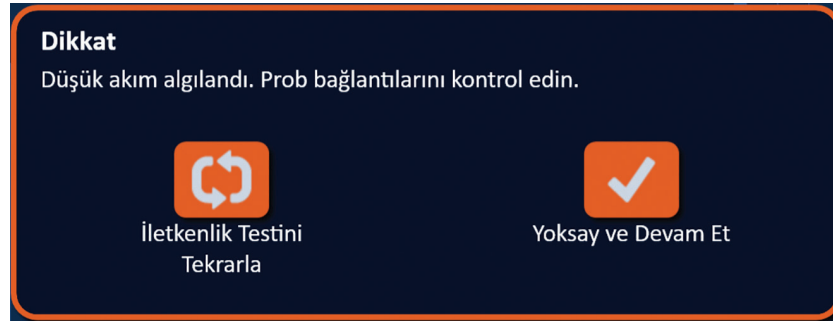 Dikkat
Düşük akım algılandı. Prob bağlantılarını kontrol edin.
İletkenlik Testini
Tekrarla
Yoksay ve Devam Et